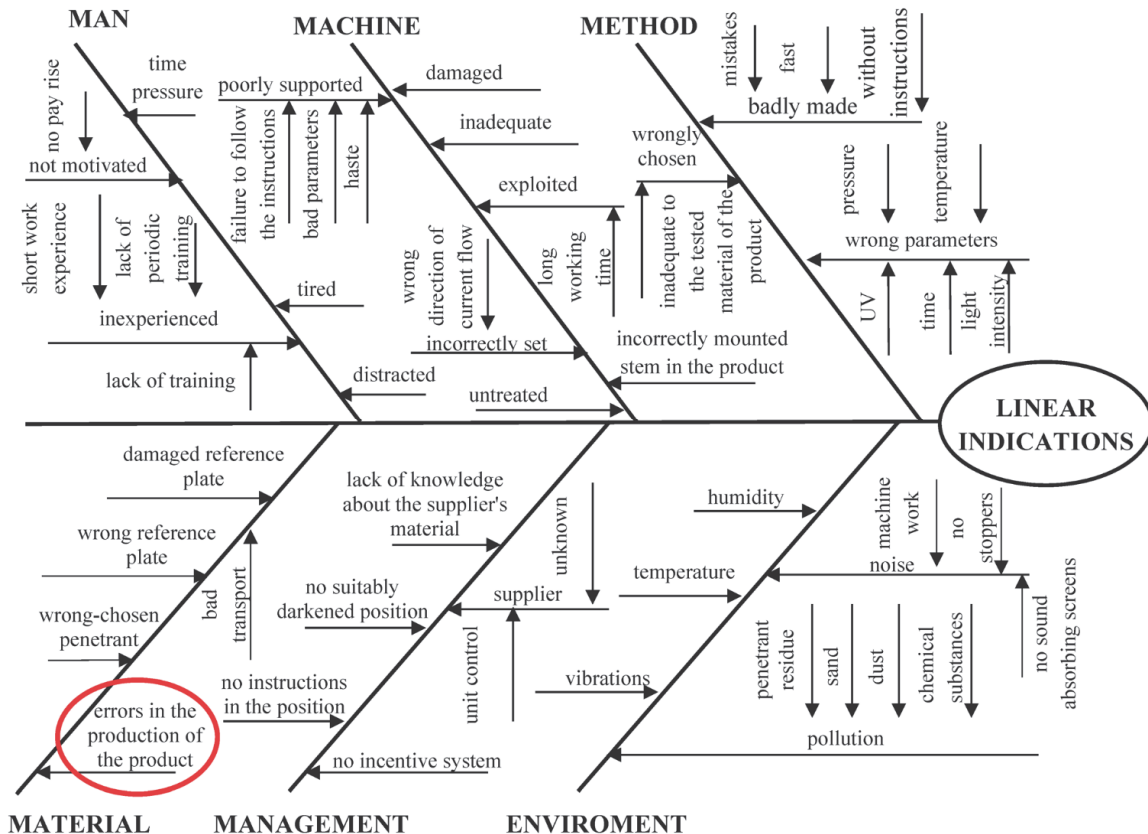 MAN
MACHINE
METHOD
time
pressure
no pay rise
not motivated
short work
experience
lack of
periodic
training
tired
inexperienced
lack of training
distracted
poorly supported
failure to follow
the instructions
bad parameters
haste
damaged
inadequate
exploited
long
working
time
wrong
direction of
current flow
incorrectly set
incorrectly mounted
stem in the product
untreated
mistakes
fast
without
instructions
badly made
wrongly
chosen
inadequate to
the tested
material of the
product
pressure
temperature
wrong parameters
UV
time
light
intensity
LINEAR
INDICATIONS
damaged reference
plate
wrong reference
plate
bad
transport
wrong-chosen
penetrant
errors in the
production of
the product
lack of knowledge
about the supplier's
material
unknown
supplier
unit control
no suitably
darkened position
no instructions
in the position
no incentive system
humidity
machine
work
no
stoppers
noise
no sound
absorbing screens
temperature
vibrations
penetrant
residue
sand
dust
chemical
substances
pollution
MATERIAL
MANAGEMENT
ENVIROMENT